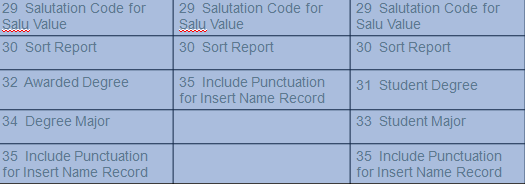 29 Salutation Code for
Salu Value
29 Salutation Code for
Salu Value
29 Salutation Code for
Salu Value
30 Sort Report
30 Sort Report
30 Sort Report
32 Awarded Degree
35 Include Punctuation
for Insert Name Record
31 Student Degree
34 Degree Major
33 Student Major
35 Include Punctuation
for Insert Name Record
35 Include Punctuation
for Insert Name Record